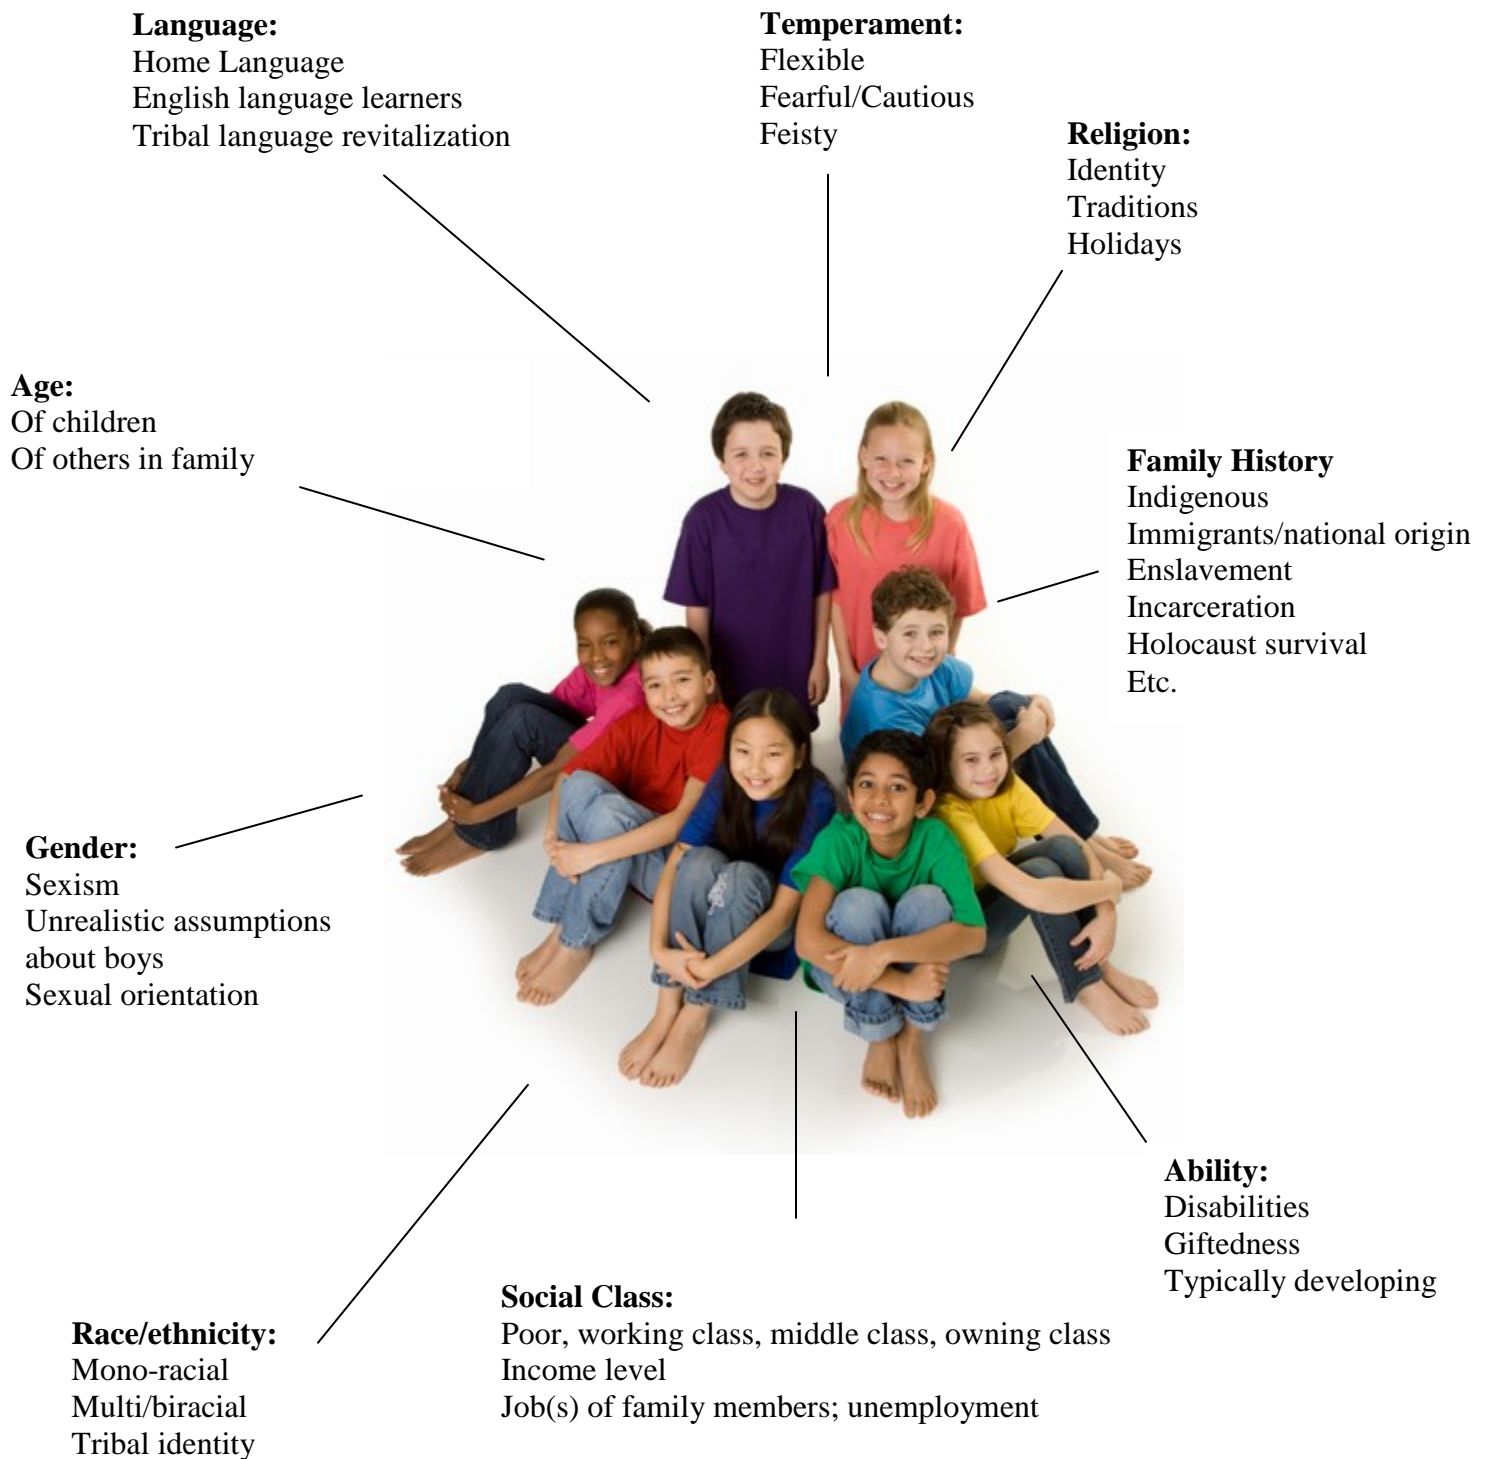 Language:
Home Language
English language learners
Tribal language revitalization
Temperament:
Flexible
Fearful/Cautious
Feisty
Religion:
Identity
Traditions
Holidays
Age:
Of children
Of others in family
Family History
Indigenous
Immigrants/national origin
Enslavement
Incarceration
Holocaust survival
Etc.
Gender:
Sexism
Unrealistic assumptions
about boys
Sexual orientation
Ability:
Disabilities
Giftedness
Typically developing
Social Class:
Poor, working class, middle class, owning class
Income level
Job(s) of family members; unemployment
Race/ethnicity:
Mono-racial
Multi/biracial
Tribal identity